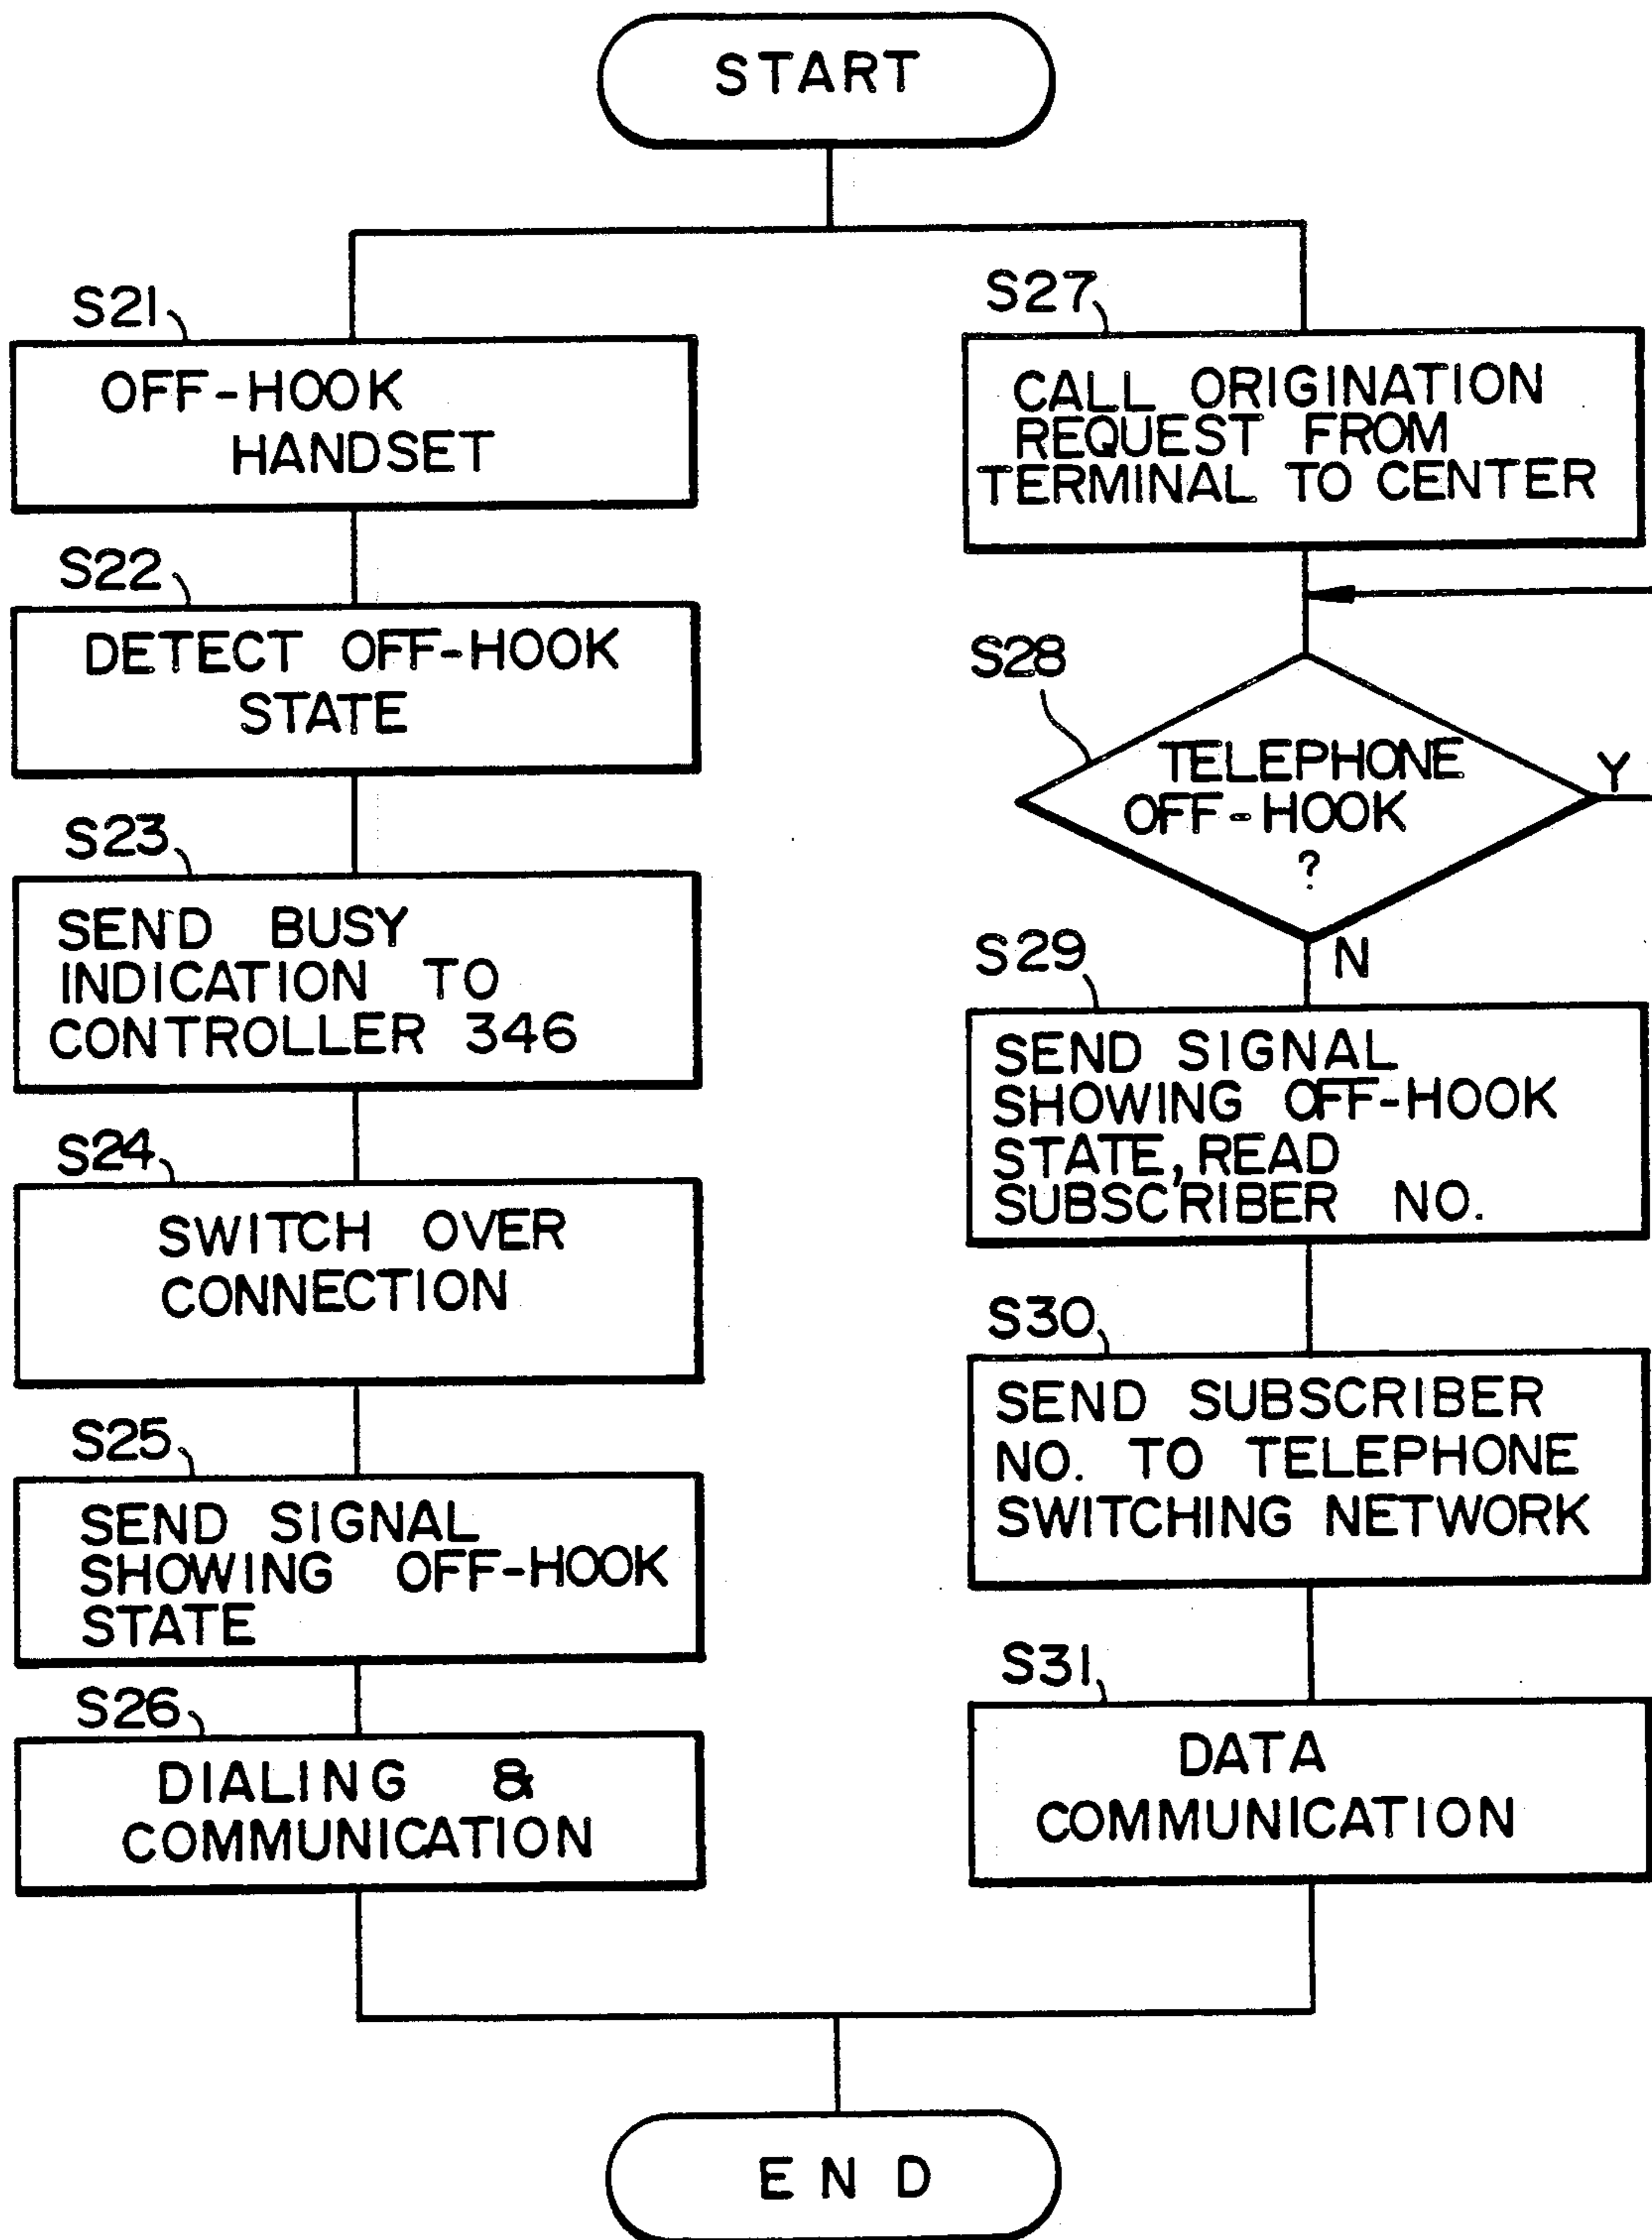 START
S21
OFF-HOOK
HANDSET
S22
DETECT OFF-HOOK
STATE
S23
SEND BUSY
INDICATION TO
CONTROLLER 346
S24
SWITCH OVER
CONNECTION
S25
SEND SIGNAL
SHOWING OFF-HOOK
STATE
S26
DIALING &
COMMUNICATION
S27
CALL ORIGINATION
REQUEST FROM
TERMINAL TO CENTER
S28
TELEPHONE
OFF-HOOK
?
Y
N
S29
SEND SIGNAL
SHOWING OFF-HOOK
STATE, READ
SUBSCRIBER NO.
S30
SEND SUBSCRIBER
NO. TO TELEPHONE
SWITCHING NETWORK
S31
DATA
COMMUNICATION
END